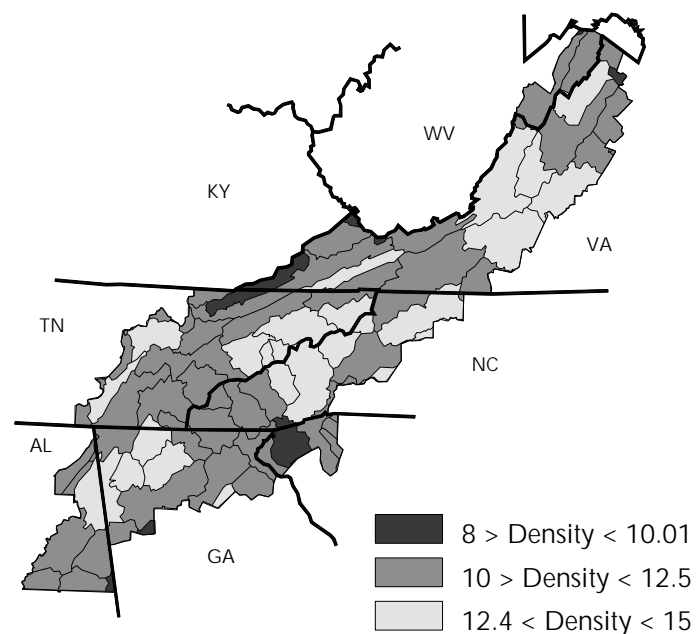 WV
KY
VA
TN
NC
AL
GA
8 > Density < 10.01
10 > Density < 12.5
12.4 < Density < 15